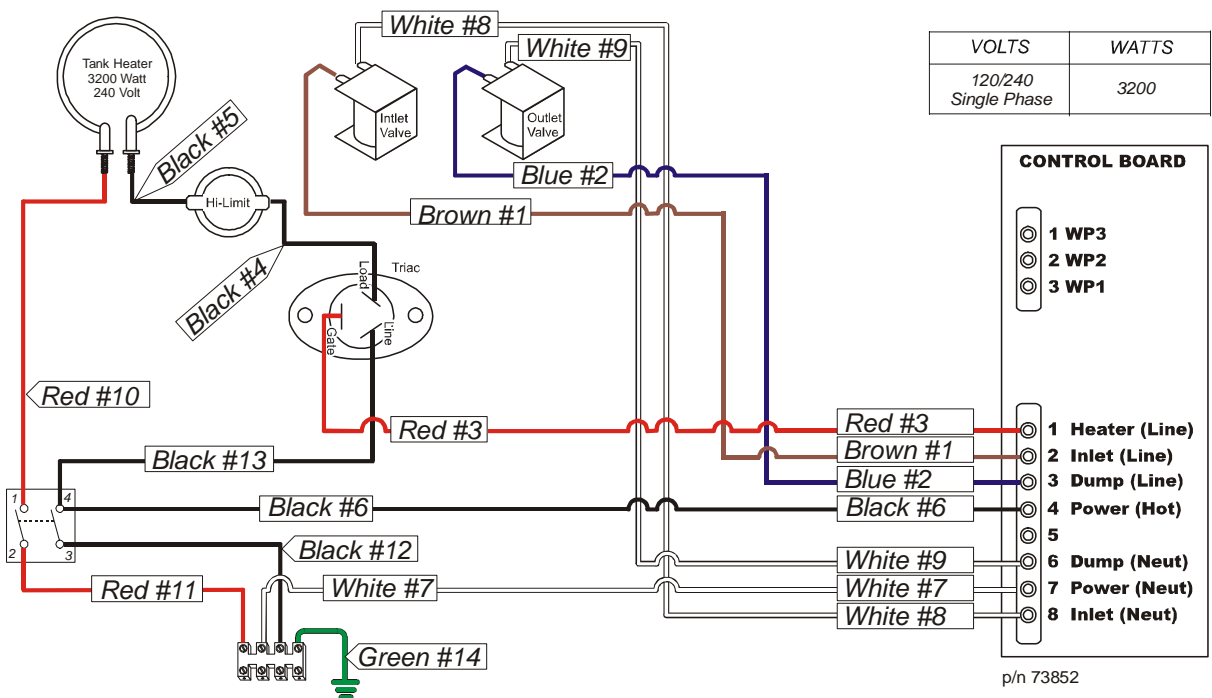 White #8
White #9
VOLTS WATTS
120/240
Single Phase
3200
Tank Heater
3200 Watt
240 Volt
Inlet
Valve
Outlet
Valve
Black #5
Hi-Limit
Blue #2
Brown #1
Black #4
Triac
Load
Line
Gate
CONTROL BOARD
1 WP3
2 WP2
3 WP1
Red #10
Red #3
Red #3
1 Heater (Line)
Black #13
Brown #1
2 Inlet (Line)
Blue #2
3 Dump (Line)
1
4
2
3
Black #6
Black #6
4 Power (Hot)
5
Black #12
White #9
6 Dump (Neut)
Red #11
White #7
White #7
7 Power (Neut)
White #8
8 Inlet (Neut)
Green #14
p/n 73852